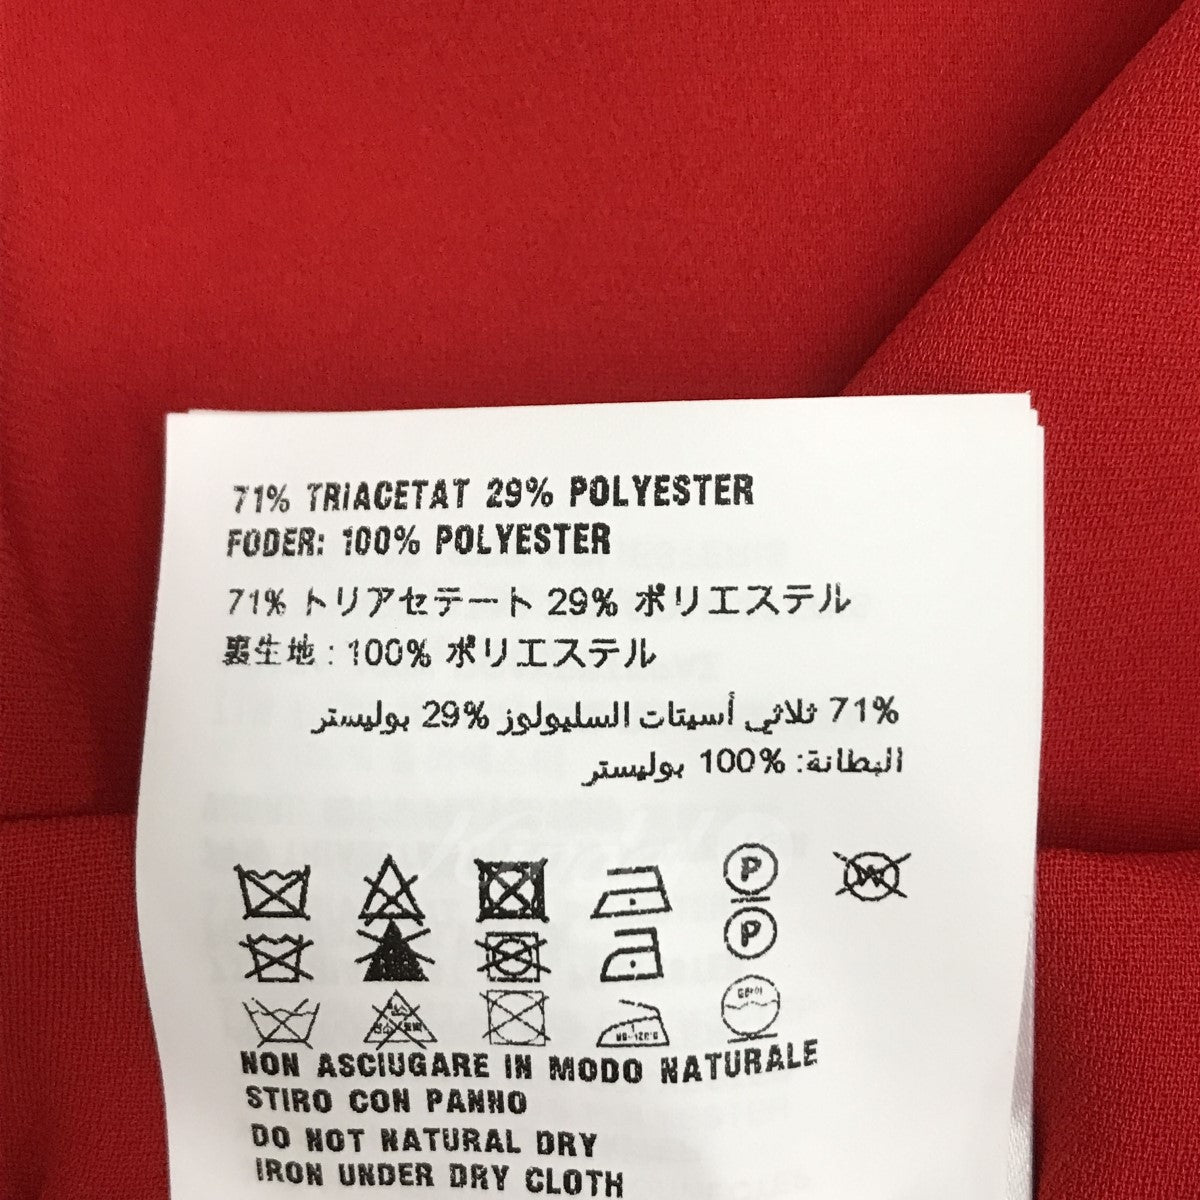 71% TRIACETAT 29% POLYESTER
FODER: 100% POLYESTER
71% トリアセテート 29% ポリエステル
裏生地 : 100% ポリエステル
71% ثلاثي أسيتات السليولوز 29% بوليستر
البطانة: 100% بوليستر
P
W
P
NON ASCIUGARE IN MODO NATURALE
STIRO CON PANNO
DO NOT NATURAL DRY
IRON UNDER DRY CLOTH